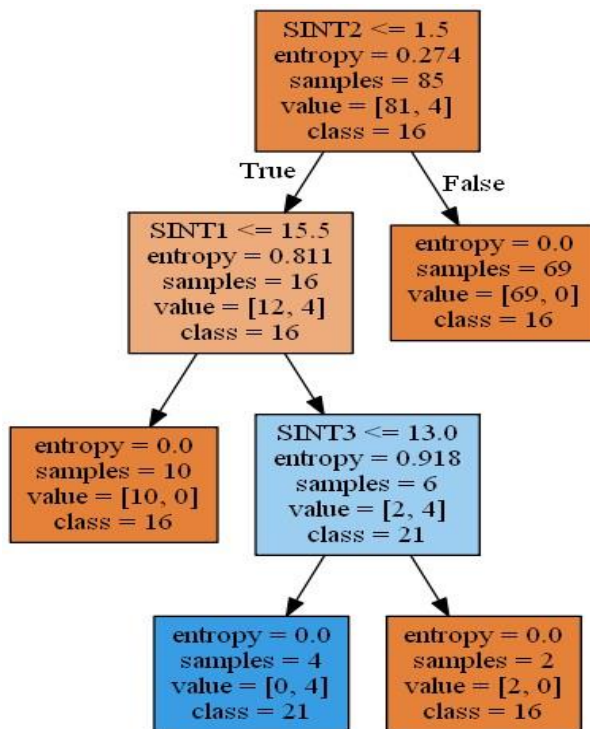 SINT2 <= 1.5
entropy = 0.274
samples = 85
value = [81, 4]
class = 16
True
False
SINT1 <= 15.5
entropy = 0.811
samples = 16
value = [12, 4]
class = 16
entropy = 0.0
samples = 69
value = [69, 0]
class = 16
entropy = 0.0
samples = 10
value = [10, 0]
class = 16
SINT3 <= 13.0
entropy = 0.918
samples = 6
value = [2, 4]
class = 21
entropy = 0.0
samples = 4
value = [0, 4]
class = 21
entropy = 0.0
samples = 2
value = [2, 0]
class = 16